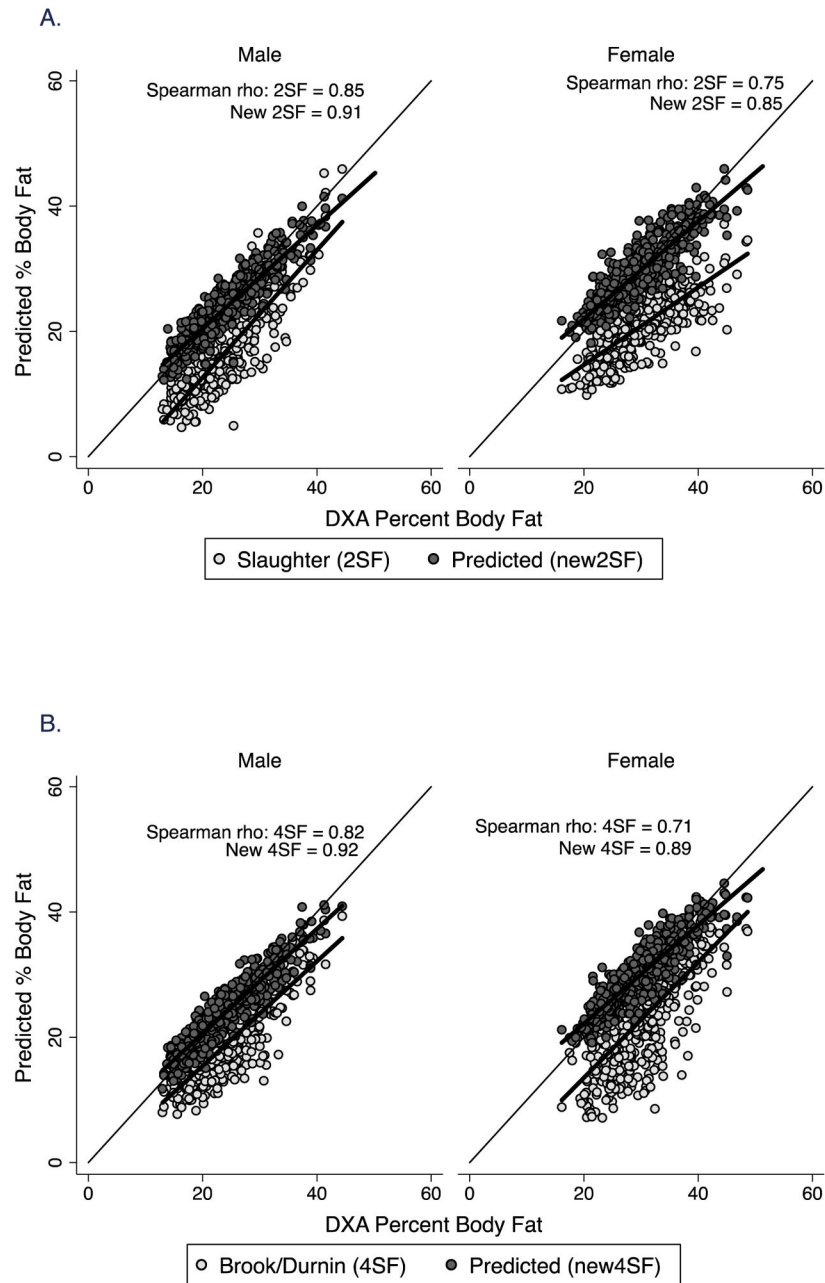 A.
Male
Female
Spearman rho: 2SF = 0.85
New 2SF = 0.91
Spearman rho: 2SF = 0.75
New 2SF = 0.85
Predicted % Body Fat
60
40
20
0
0 20 40 60
0 20 40 60
DXA Percent Body Fat
Slaughter (2SF) Predicted (new2SF)
B.
Male
Female
Spearman rho: 4SF = 0.82
New 4SF = 0.92
Spearman rho: 4SF = 0.71
New 4SF = 0.89
Predicted % Body Fat
60
40
20
0
0 20 40 60
0 20 40 60
DXA Percent Body Fat
Brook/Durnin (4SF) Predicted (new4SF)